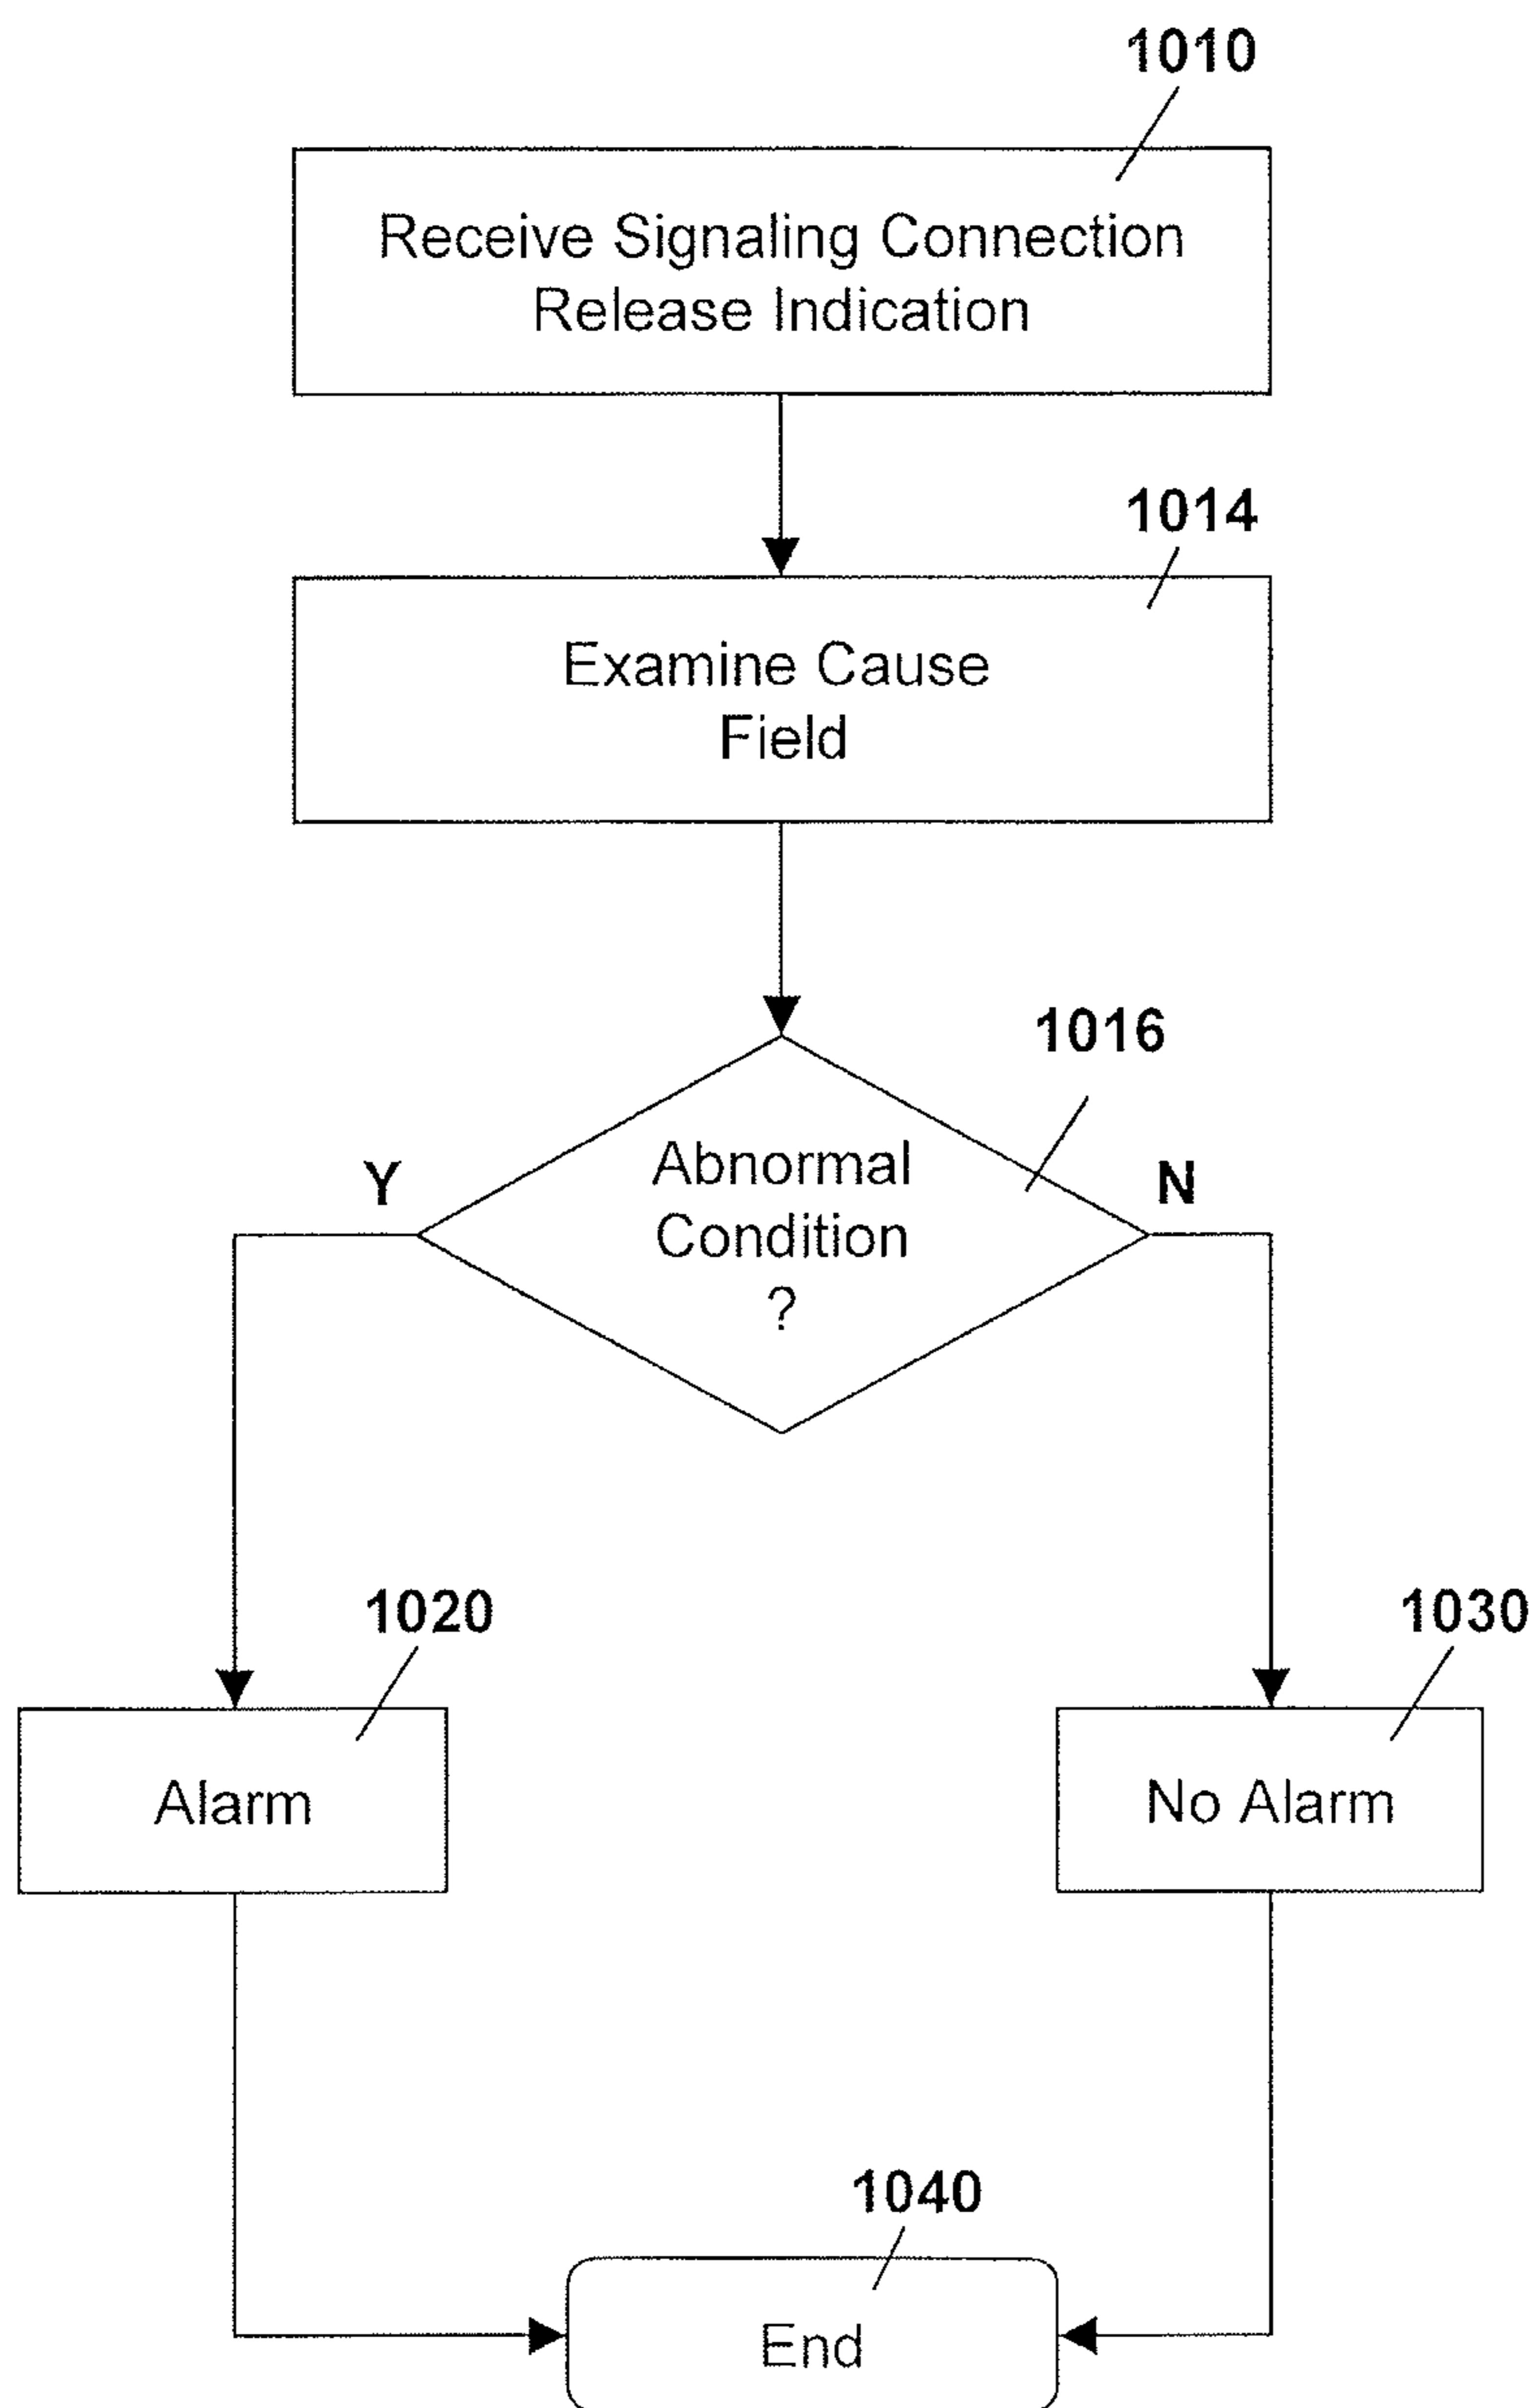 1010
Receive Signaling Connection
Release Indication
1014
Examine Cause
Field
1016
Abnormal
Condition
?
Y
N
1020
Alarm
1030
No Alarm
1040
End